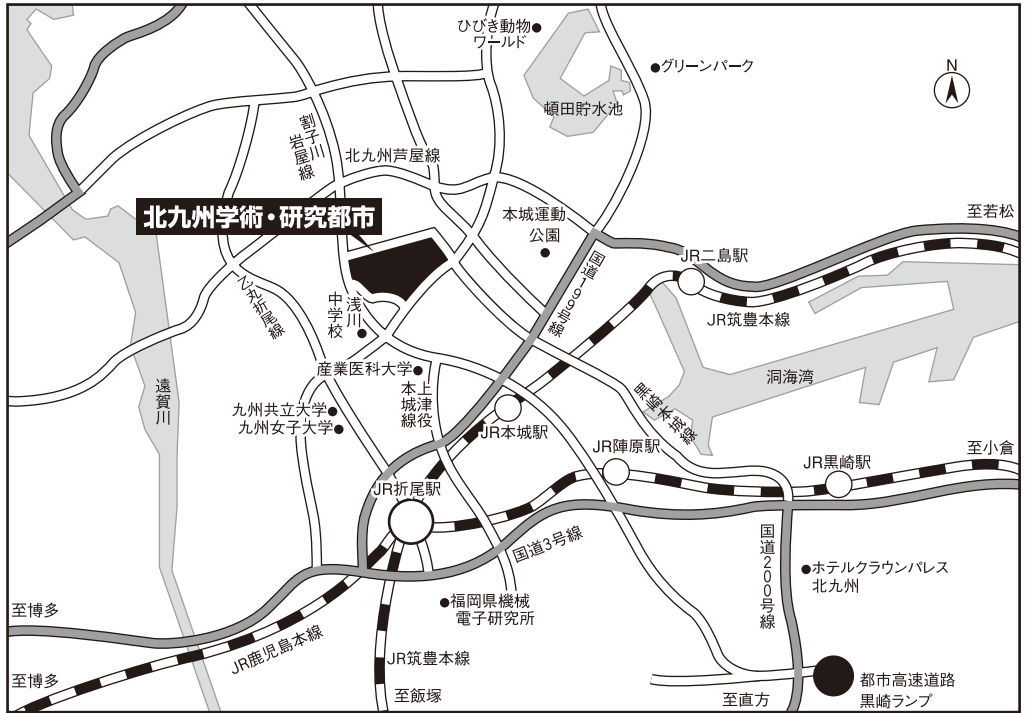 ひびき動物
ワールド
グリーンパーク
N
頓田貯水池
割子川
岩屋線
北九州芦屋線
北九州学術・研究都市
本城運動
公園
至若松
JR二島駅
国道199号線
乙丸折尾線
浅川
中学校
JR筑豊本線
産業医科大学
洞海湾
遠賀川
上津役
本城線
黒崎本城線
九州共立大学
九州女子大学
JR本城駅
JR陣原駅
JR黒崎駅
至小倉
JR折尾駅
国道3号線
国道200号線
ホテルクラウンパレス
北九州
至博多
福岡県機械
電子研究所
JR鹿児島本線
JR筑豊本線
至博多
至飯塚
至直方
都市高速道路
黒崎ランプ